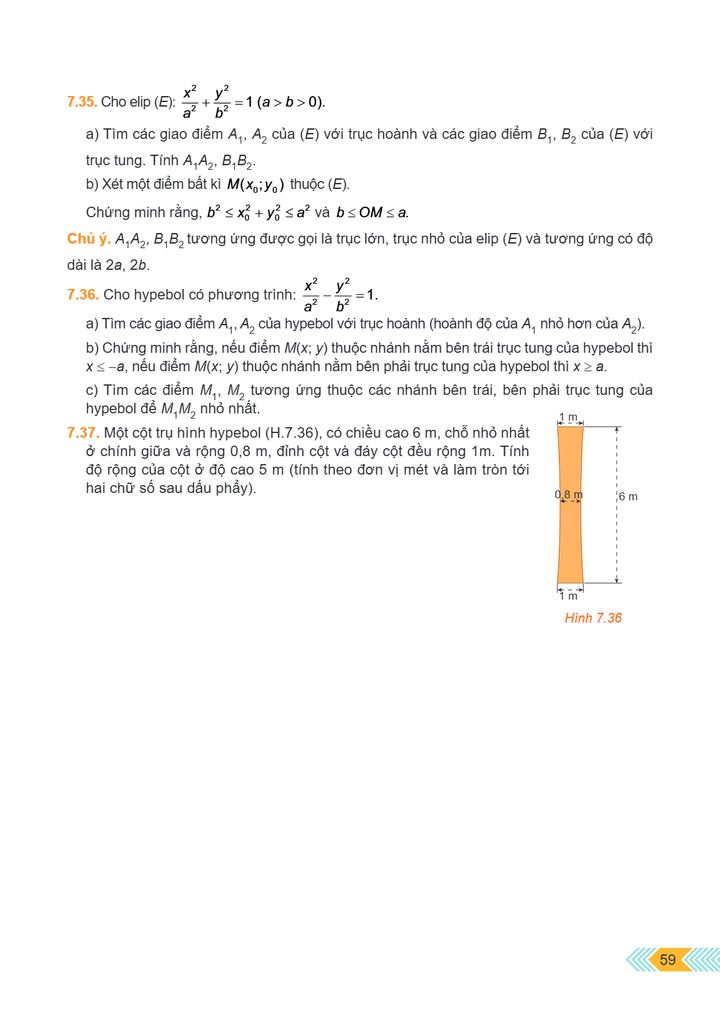 7.35. Cho elip (E): x²/a² + y²/b² = 1 (a > b > 0).
a) Tìm các giao điểm A₁, A₂ của (E) với trục hoành và các giao điểm B₁, B₂ của (E) với
trục tung. Tính A₁A₂, B₁B₂.
b) Xét một điểm bất kì M(x₀; y₀) thuộc (E).
Chứng minh rằng, b² ≤ x₀² + y₀² ≤ a² và b ≤ OM ≤ a.
Chú ý. A₁A₂, B₁B₂ tương ứng được gọi là trục lớn, trục nhỏ của elip (E) và tương ứng có độ
dài là 2a, 2b.
7.36. Cho hypebol có phương trình: x²/a² − y²/b² = 1.
a) Tìm các giao điểm A₁, A₂ của hypebol với trục hoành (hoành độ của A₁ nhỏ hơn của A₂).
b) Chứng minh rằng, nếu điểm M(x; y) thuộc nhánh nằm bên trái trục tung của hypebol thì
x ≤ −a, nếu điểm M(x; y) thuộc nhánh nằm bên phải trục tung của hypebol thì x ≥ a.
c) Tìm các điểm M₁, M₂ tương ứng thuộc các nhánh bên trái, bên phải trục tung của
hypebol để M₁M₂ nhỏ nhất.
7.37. Một cột trụ hình hypebol (H.7.36), có chiều cao 6 m, chỗ nhỏ nhất
ở chính giữa và rộng 0,8 m, đỉnh cột và đáy cột đều rộng 1m. Tính
độ rộng của cột ở độ cao 5 m (tính theo đơn vị mét và làm tròn tới
hai chữ số sau dấu phẩy).
1 m
0,8 m
6 m
1 m
Hình 7.36
59